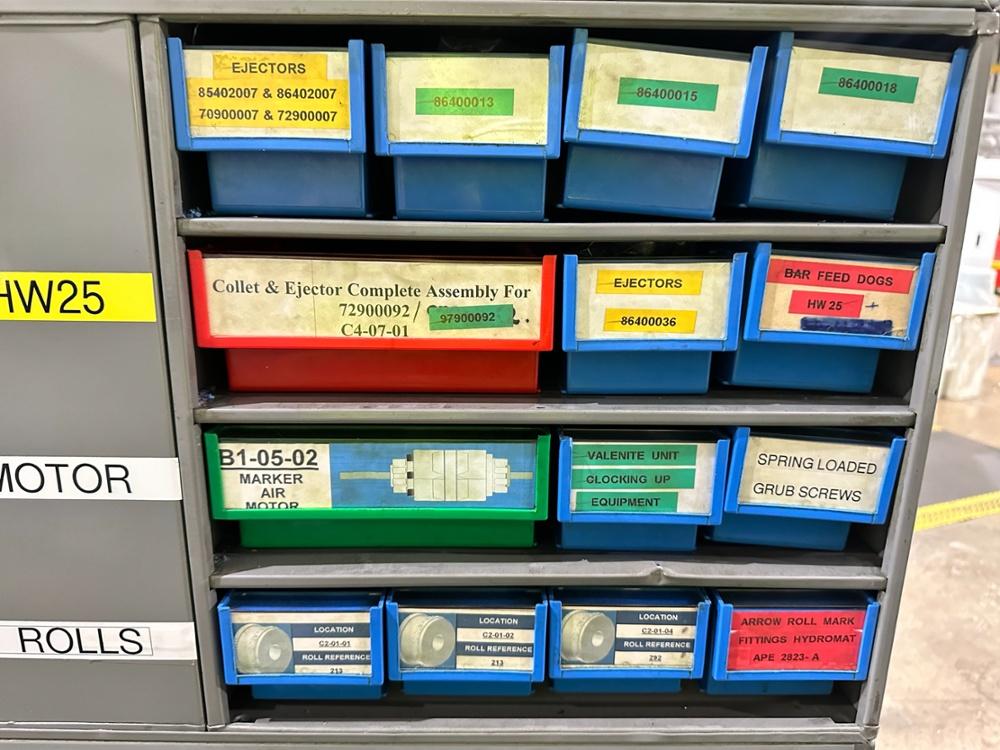 EJECTORS
85402007 & 86402007
70900007 & 72900007
86400013
86400015
86400018
HW25
Collet & Ejector Complete Assembly For
72900092 /
97900092
C4-07-01
EJECTORS
86400036
BAR FEED DOGS
HW 25 +
MOTOR
B1-05-02
MARKER
AIR
MOTOR
VALENITE UNIT
CLOCKING UP
EQUIPMENT
SPRING LOADED
GRUB SCREWS
ROLLS
LOCATION
C2-01-01
ROLL REFERENCE
213
LOCATION
C2-01-02
ROLL REFERENCE
213
LOCATION
C2-01-04
ROLL REFERENCE
292
ARROW ROLL MARK
FITTINGS HYDROMAT
APE 2823- A